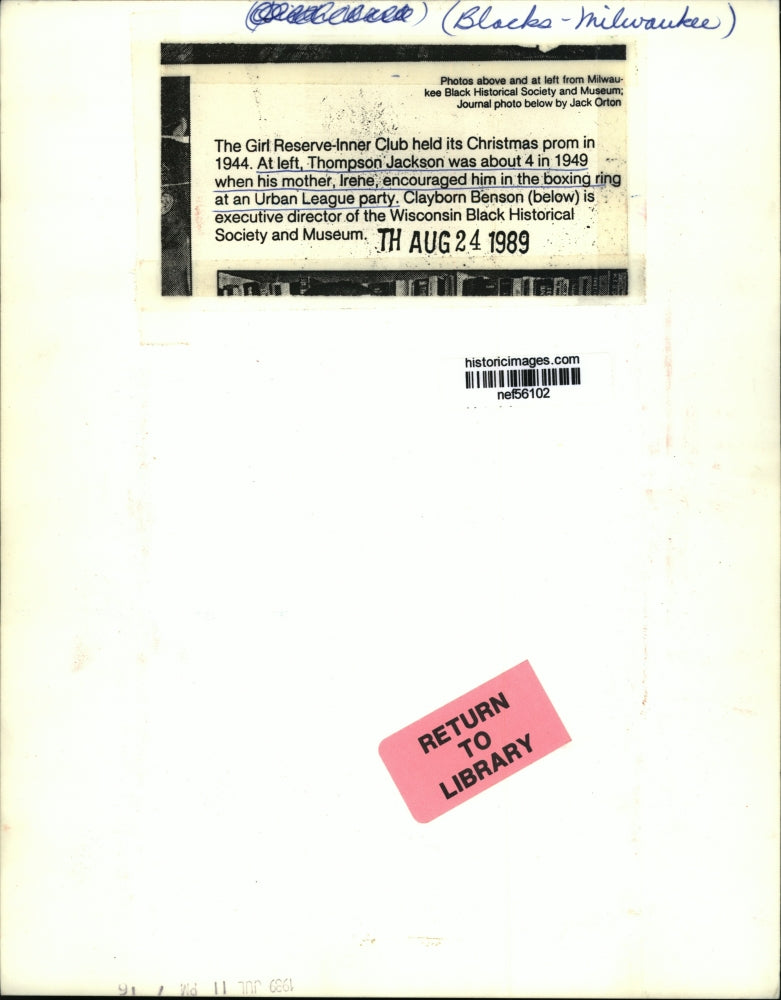 (Blacks - Milwaukee)
Photos above and at left from Milwau-
kee Black Historical Society and Museum;
Journal photo below by Jack Orton
The Girl Reserve-Inner Club held its Christmas prom in
1944. At left, Thompson Jackson was about 4 in 1949
when his mother, Irene, encouraged him in the boxing ring
at an Urban League party. Clayborn Benson (below) is
executive director of the Wisconsin Black Historical
Society and Museum. TH AUG 24 1989
historicimages.com
nef56102
RETURN
TO
LIBRARY
1989 JUL 11 PM